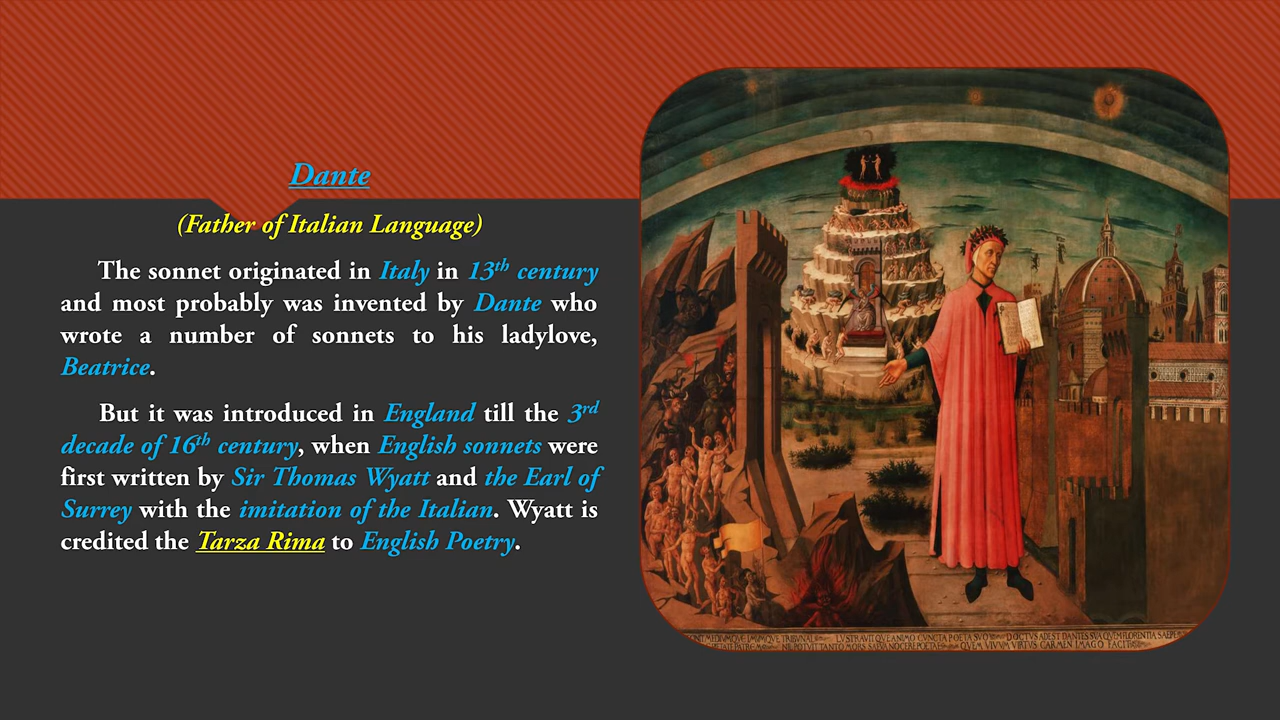 Dante
(Father of Italian Language)
The sonnet originated in Italy in 13th century
and most probably was invented by Dante who
wrote a number of sonnets to his ladylove,
Beatrice.
But it was introduced in England till the 3rd
decade of 16th century, when English sonnets were
first written by Sir Thomas Wyatt and the Earl of
Surrey with the imitation of the Italian. Wyatt is
credited the Tarza Rima to English Poetry.